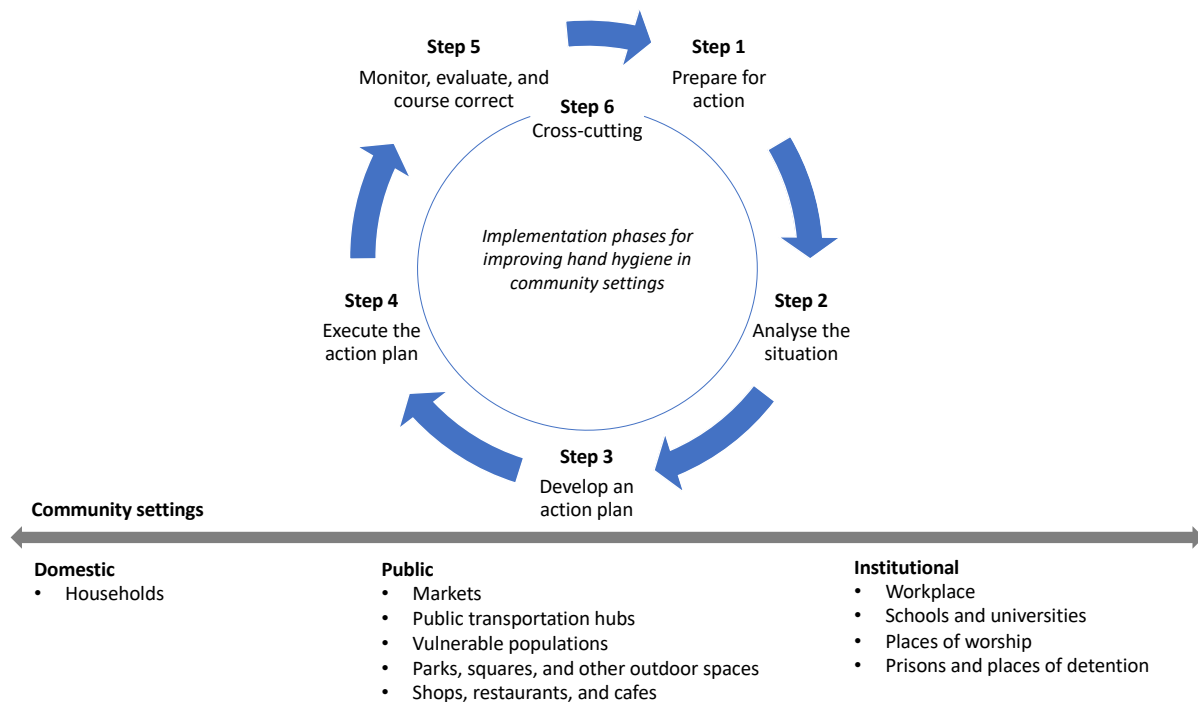 Step 5
Monitor, evaluate, and
course correct
Step 1
Prepare for
action
Step 6
Cross-cutting
Implementation phases for
improving hand hygiene in
community settings
Step 4
Execute the
action plan
Step 2
Analyse the
situation
Step 3
Develop an
action plan
Community settings
Domestic
• Households
Public
• Markets
• Public transportation hubs
• Vulnerable populations
• Parks, squares, and other outdoor spaces
• Shops, restaurants, and cafes
Institutional
• Workplace
• Schools and universities
• Places of worship
• Prisons and places of detention